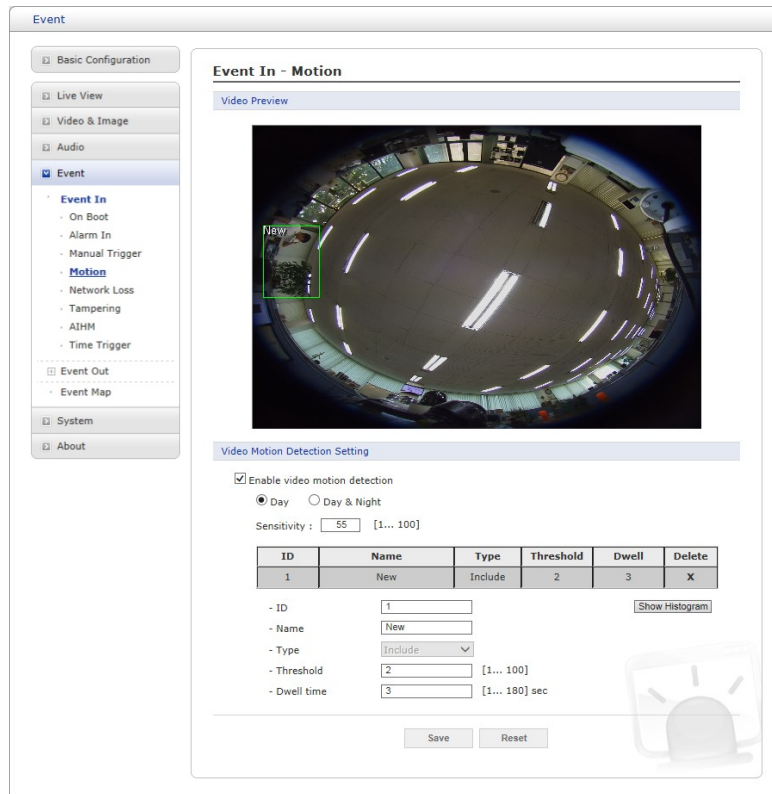 Event
Basic Configuration
Live View
Video & Image
Audio
Event
Event In
· On Boot
· Alarm In
· Manual Trigger
· Motion
· Network Loss
· Tampering
· AIHM
· Time Trigger
Event Out
· Event Map
System
About
Event In - Motion
Video Preview
New
Video Motion Detection Setting
Enable video motion detection
Day Day & Night
Sensitivity : 55 [1... 100]
ID Name Type Threshold Dwell Delete
1 New Include 2 3 X
- ID 1 Show Histogram
- Name New
- Type Include
- Threshold 2 [1... 100]
- Dwell time 3 [1... 180] sec
Save Reset